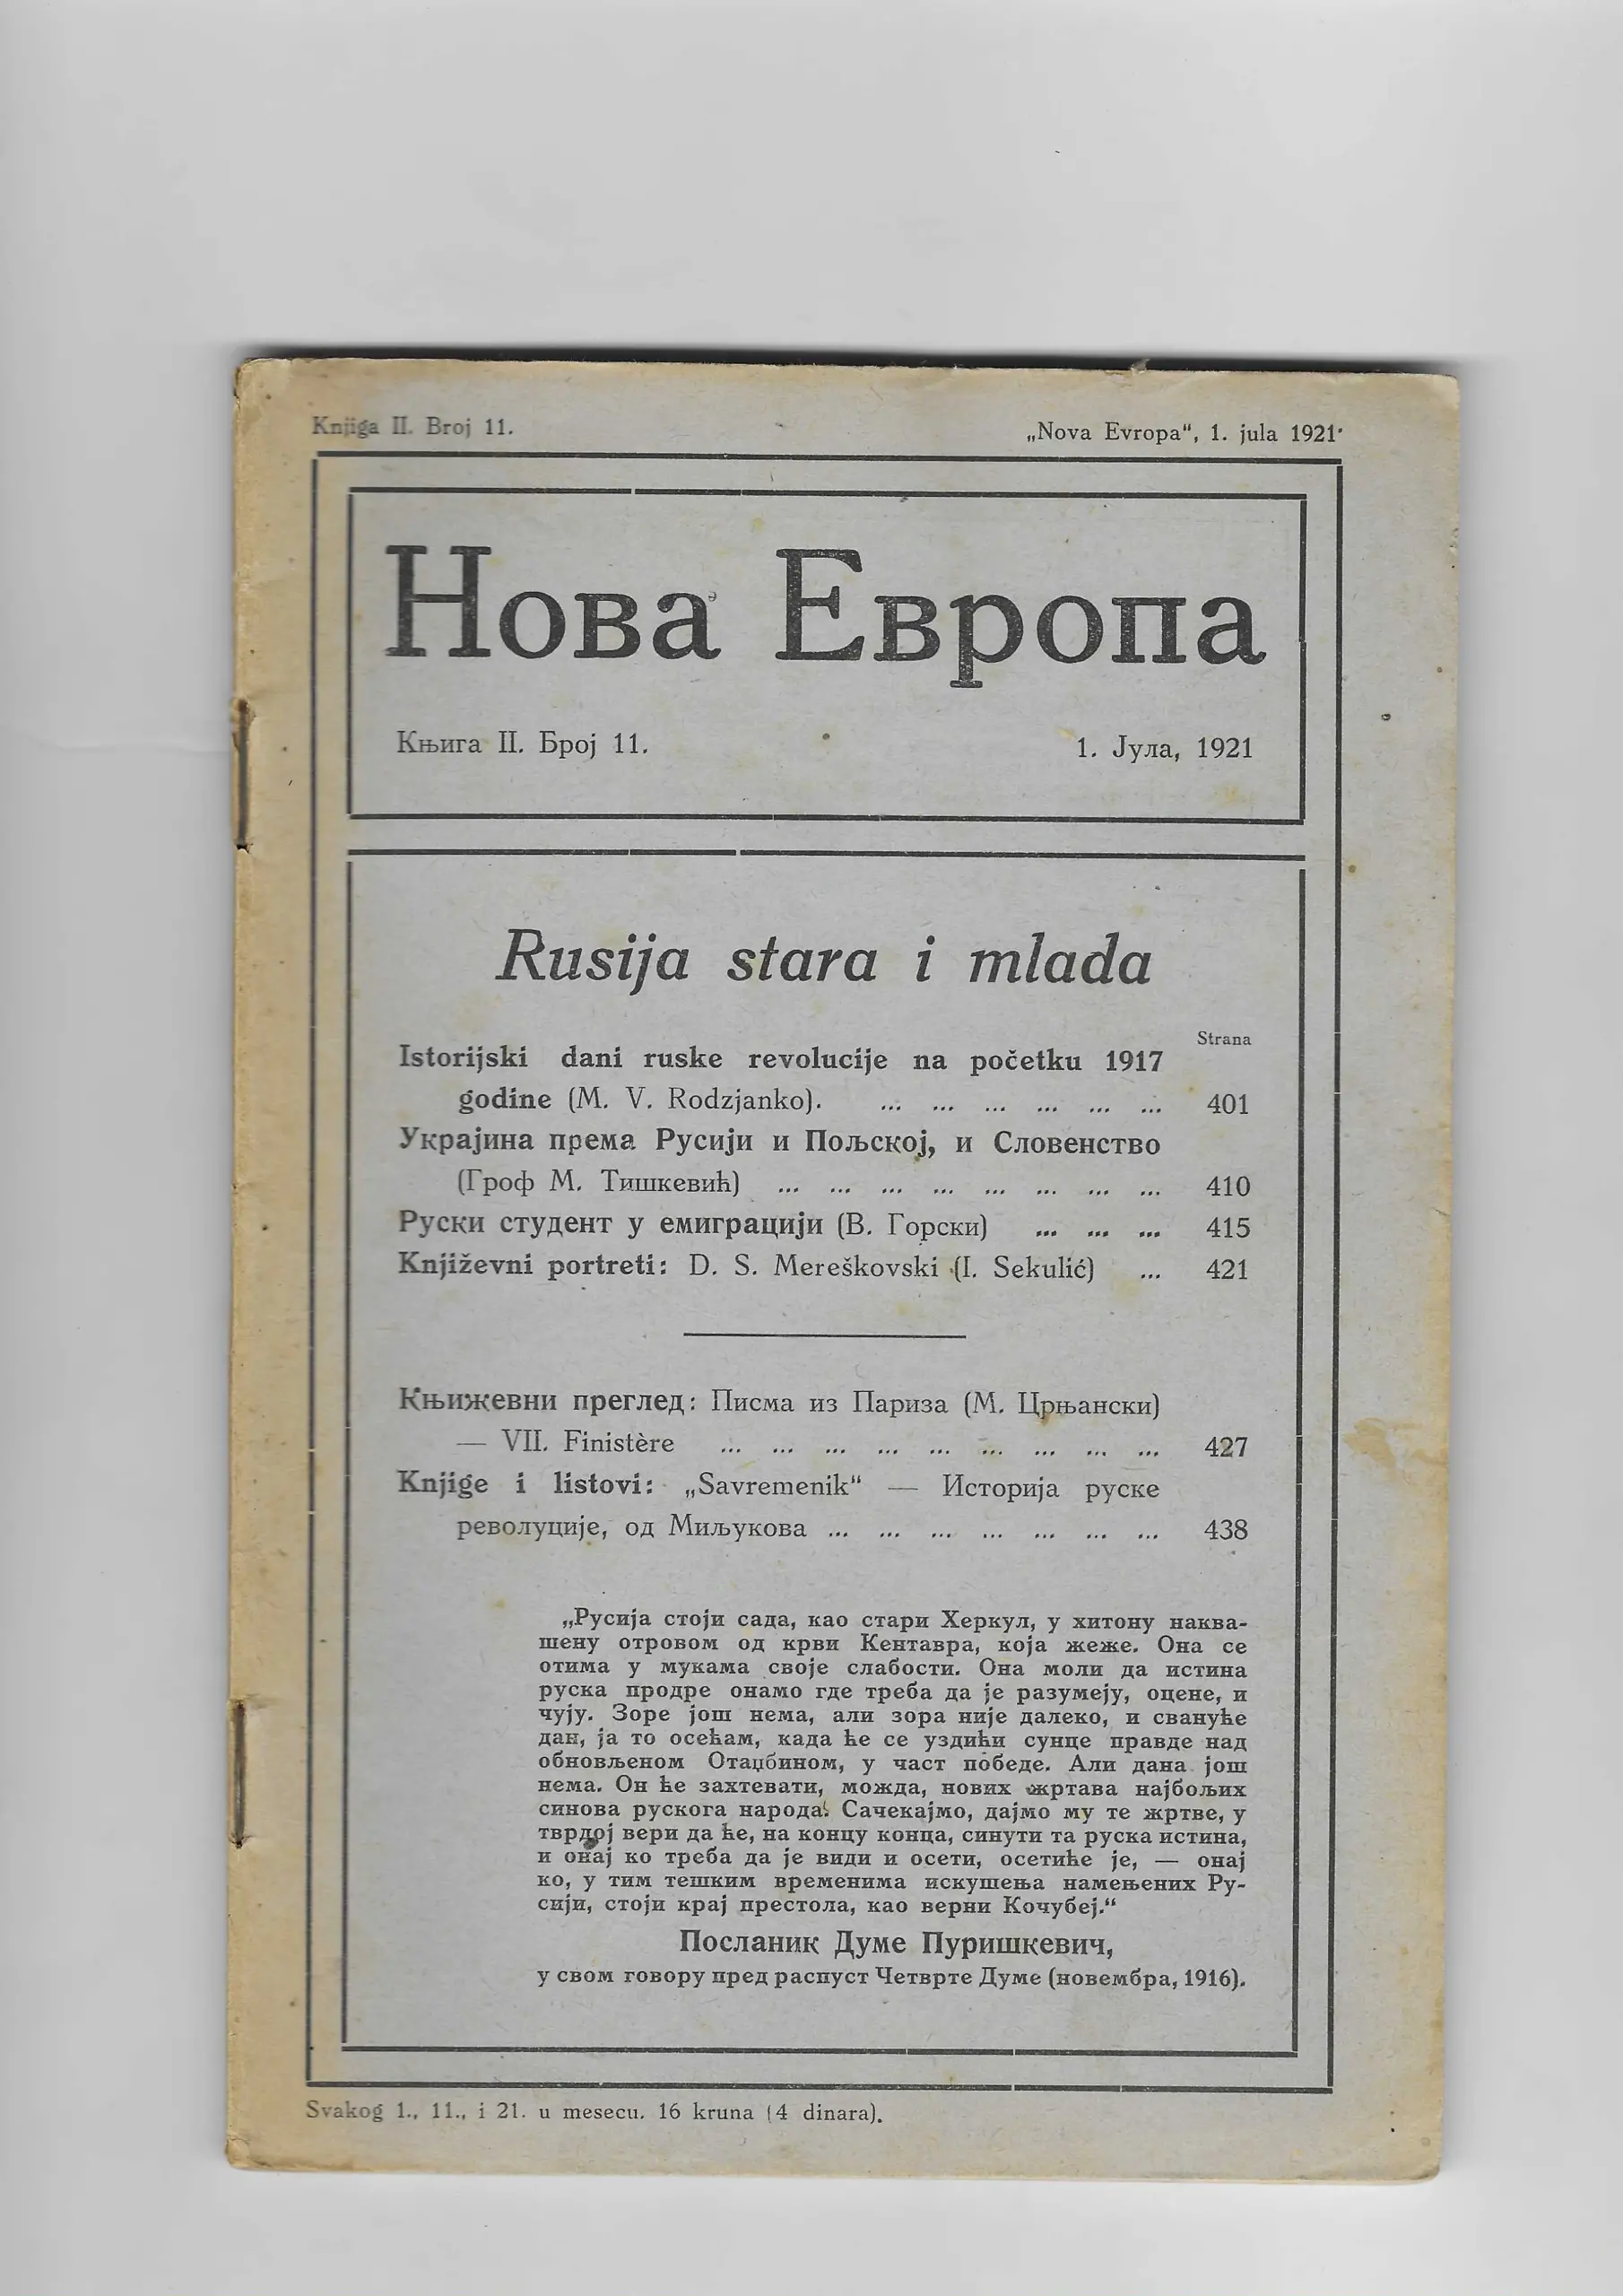 Knjiga II. Broj 11.
„Nova Evropa“, 1. jula 1921
Нова Европа
Књига II. Број 11.
1. Јула, 1921
Rusija stara i mlada
Strana
Istorijski dani ruske revolucije na početku 1917
godine (M. V. Rodzjanko). ... ... ... ... ... ... 401
Украјина према Русији и Пољској, и Словенство
(Гроф М. Тишкевић) ... ... ... ... ... ... ... ... 410
Руски студент у емиграцији (В. Горски) ... ... ... 415
Književni portreti: D. S. Mereškovski (I. Sekulić) ... 421
Књижевни преглед: Писма из Париза (М. Црњански)
— VII. Finistère ... ... ... ... ... ... ... ... ... 427
Knjige i listovi: „Savremenik“ — Историја руске
револуције, од Миљукова ... ... ... ... ... ... ... 438
„Русија стоји сада, као стари Херкул, у хитону наква-
шену отровом од крви Кентавра, која жеже. Она се
отима у мукама своје слабости. Она моли да истина
руска продре онамо где треба да је разумеју, оцене, и
чују. Зоре још нема, али зора није далеко, и свануће
дан, ја то осећам, када ће се уздићи сунце правде над
обновљеном Отаџбином, у част победе. Али дана још
нема. Он ће захтевати, можда, нових жртава најбољих
синова рускога народа. Сачекајмо, дајмо му те жртве, у
тврдој вери да ће, на концу конца, синути та руска истина,
и онај ко треба да је види и осети, осетиће је, — онај
ко, у тим тешким временима искушења намењених Ру-
сији, стоји крај престола, као верни Кочубеј.“
Посланик Думе Пуришкевич,
у свом говору пред распуст Четврте Думе (новембра, 1916).
Svakog 1., 11., i 21. u mesecu. 16 kruna (4 dinara).